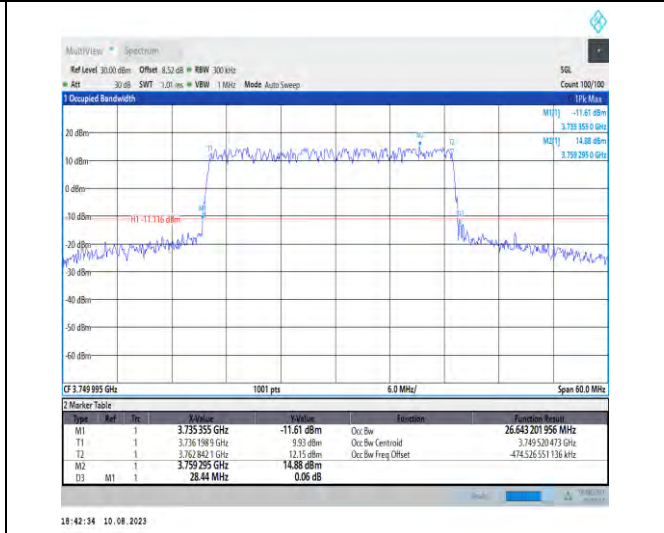 MultiView Spectrum
Ref Level 30.00 dBm Offset 8.52 dB RBW 300 kHz SGL
Att 30 dB SWT 1.01 ms VBW 1 MHz Mode Auto Sweep Count 100/100
1 Occupied Bandwidth 1Pk Max
M1[1] -11.61 dBm
3.735 355 0 GHz
M2[1] 14.88 dBm
3.759 295 0 GHz
20 dBm
10 dBm
0 dBm
-10 dBm
-20 dBm
-30 dBm
-40 dBm
-50 dBm
-60 dBm
T1
T2
H1 -11.116 dBm
CF 3.749 995 GHz 1001 pts 6.0 MHz/ Span 60.0 MHz
2 Marker Table
Type Ref Trc X-Value Y-Value Function Function Result
M1 1 3.735 355 GHz -11.61 dBm Occ Bw 26.643 201 956 MHz
T1 1 3.736 198 9 GHz 9.93 dBm Occ Bw Centroid 3.749 520 473 GHz
T2 1 3.762 842 1 GHz 12.15 dBm Occ Bw Freq Offset -474.526 551 136 kHz
M2 1 3.759 295 GHz 14.88 dBm
D3 M1 1 28.44 MHz 0.06 dB
18:42:34 10.08.2023